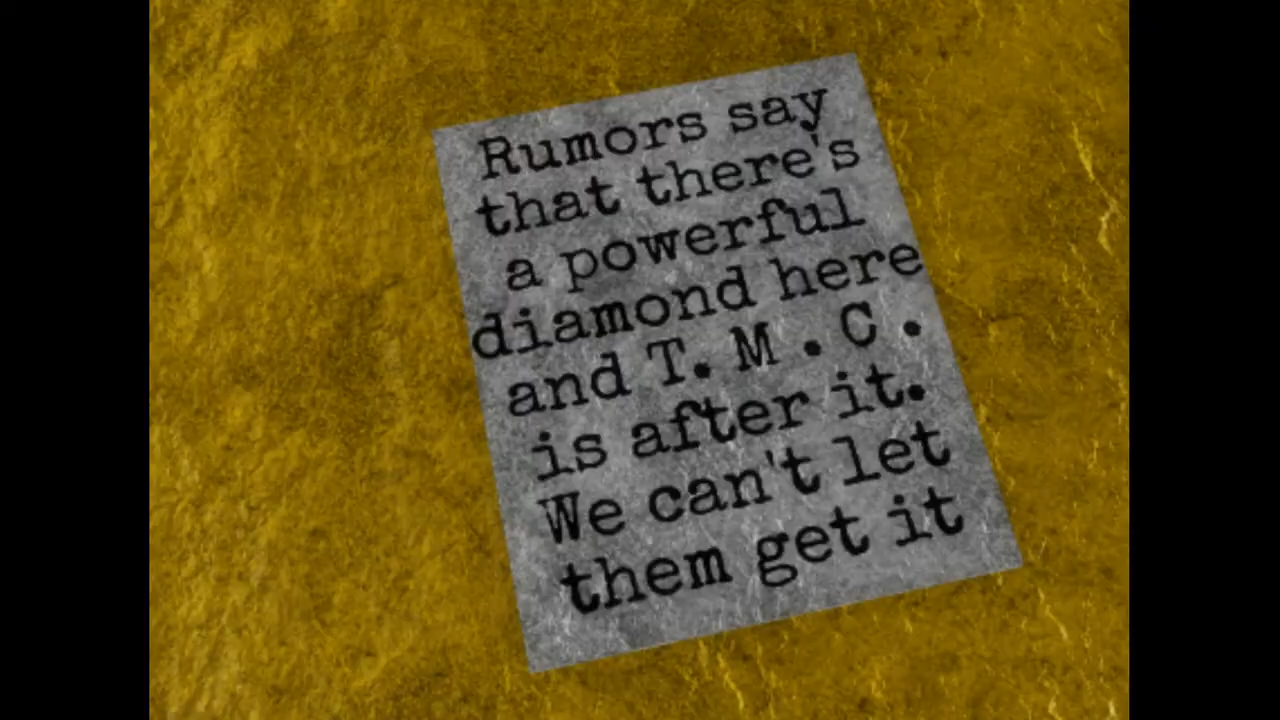 Rumors say
that there's
a powerful
diamond here
and T. M . C .
is after it.
We can't let
them get it